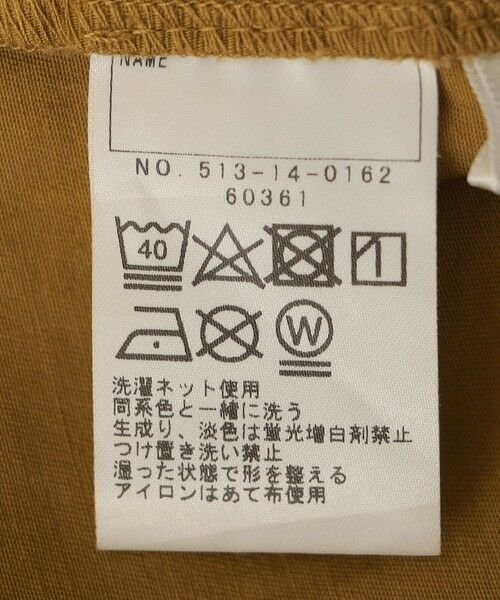 NAME
NO. 513-14-0162
60361
40
W
洗濯ネット使用
同系色と一緒に洗う
生成り、淡色は蛍光増白剤禁止
つけ置き洗い禁止
湿った状態で形を整える
アイロンはあて布使用